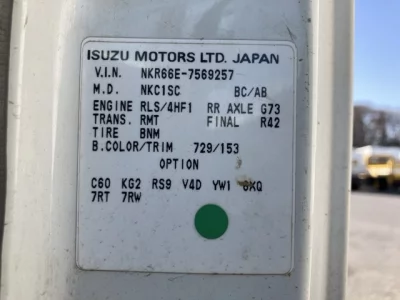 ISUZU MOTORS LTD. JAPAN
V.I.N. NKR66E-7569257
M.D. NKC1SC BC/AB
ENGINE RLS/4HF1 RR AXLE G73
TRANS. RMT FINAL R42
TIRE BNM
B.COLOR/TRIM 729/153
OPTION
C60 KG2 RS9 V4D YW1
7RT 7RW